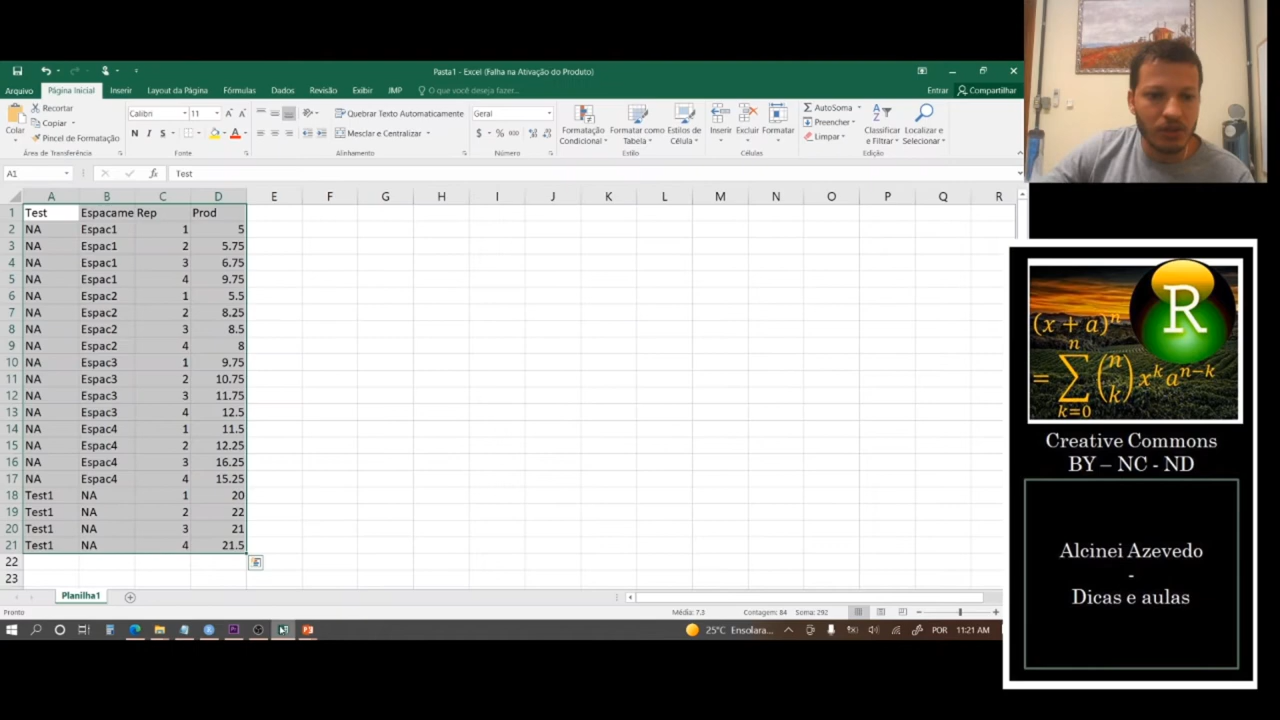 Pasta1 - Excel (Falha na Ativação do Produto)
Arquivo Página Inicial Inserir Layout da Página Fórmulas Dados Revisão Exibir JMP O que você deseja fazer... Entrar Compartilhar
Colar
Recortar
Copiar
Pincel de Formatação
Área de Transferência
Calibri 11
N I S
Fonte
Quebrar Texto Automaticamente
Mesclar e Centralizar
Alinhamento
Geral
$ % 000
Número
Formatação Condicional
Formatar como Tabela
Estilos de Célula
Estilo
Inserir Excluir Formatar
Células
AutoSoma
Preencher
Limpar
Classificar e Filtrar
Localizar e Selecionar
Edição
A1 fx Test
A B C D E F G H I J K L M N O P Q R
1 Test Espacame Rep Prod
2 NA Espac1 1 5
3 NA Espac1 2 5.75
4 NA Espac1 3 6.75
5 NA Espac1 4 9.75
6 NA Espac2 1 5.5
7 NA Espac2 2 8.25
8 NA Espac2 3 8.5
9 NA Espac2 4 8
10 NA Espac3 1 9.75
11 NA Espac3 2 10.75
12 NA Espac3 3 11.75
13 NA Espac3 4 12.5
14 NA Espac4 1 11.5
15 NA Espac4 2 12.25
16 NA Espac4 3 16.25
17 NA Espac4 4 15.25
18 Test1 NA 1 20
19 Test1 NA 2 22
20 Test1 NA 3 21
21 Test1 NA 4 21.5
22
23
Planilha1
Pronto Média: 7.3 Contagem: 84 Soma: 292
25°C Ensolara... POR 11:21 AM
R
(x + a)^n
= ∑ k=0 n (n k) x^k a^(n−k)
Creative Commons
BY – NC - ND
Alcinei Azevedo
-
Dicas e aulas